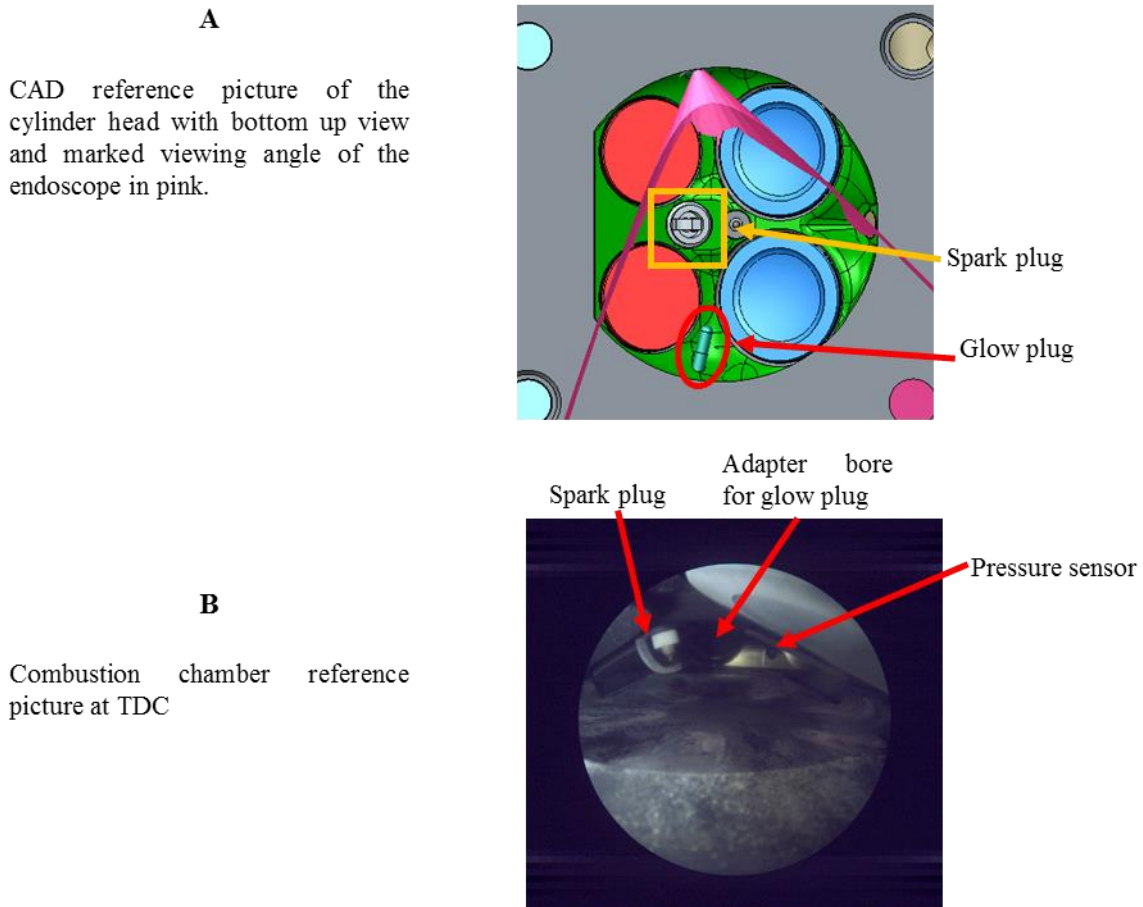 A
CAD reference picture of the
cylinder head with bottom up view
and marked viewing angle of the
endoscope in pink.
Spark plug
Glow plug
Adapter bore
for glow plug
Spark plug
Pressure sensor
B
Combustion chamber reference
picture at TDC